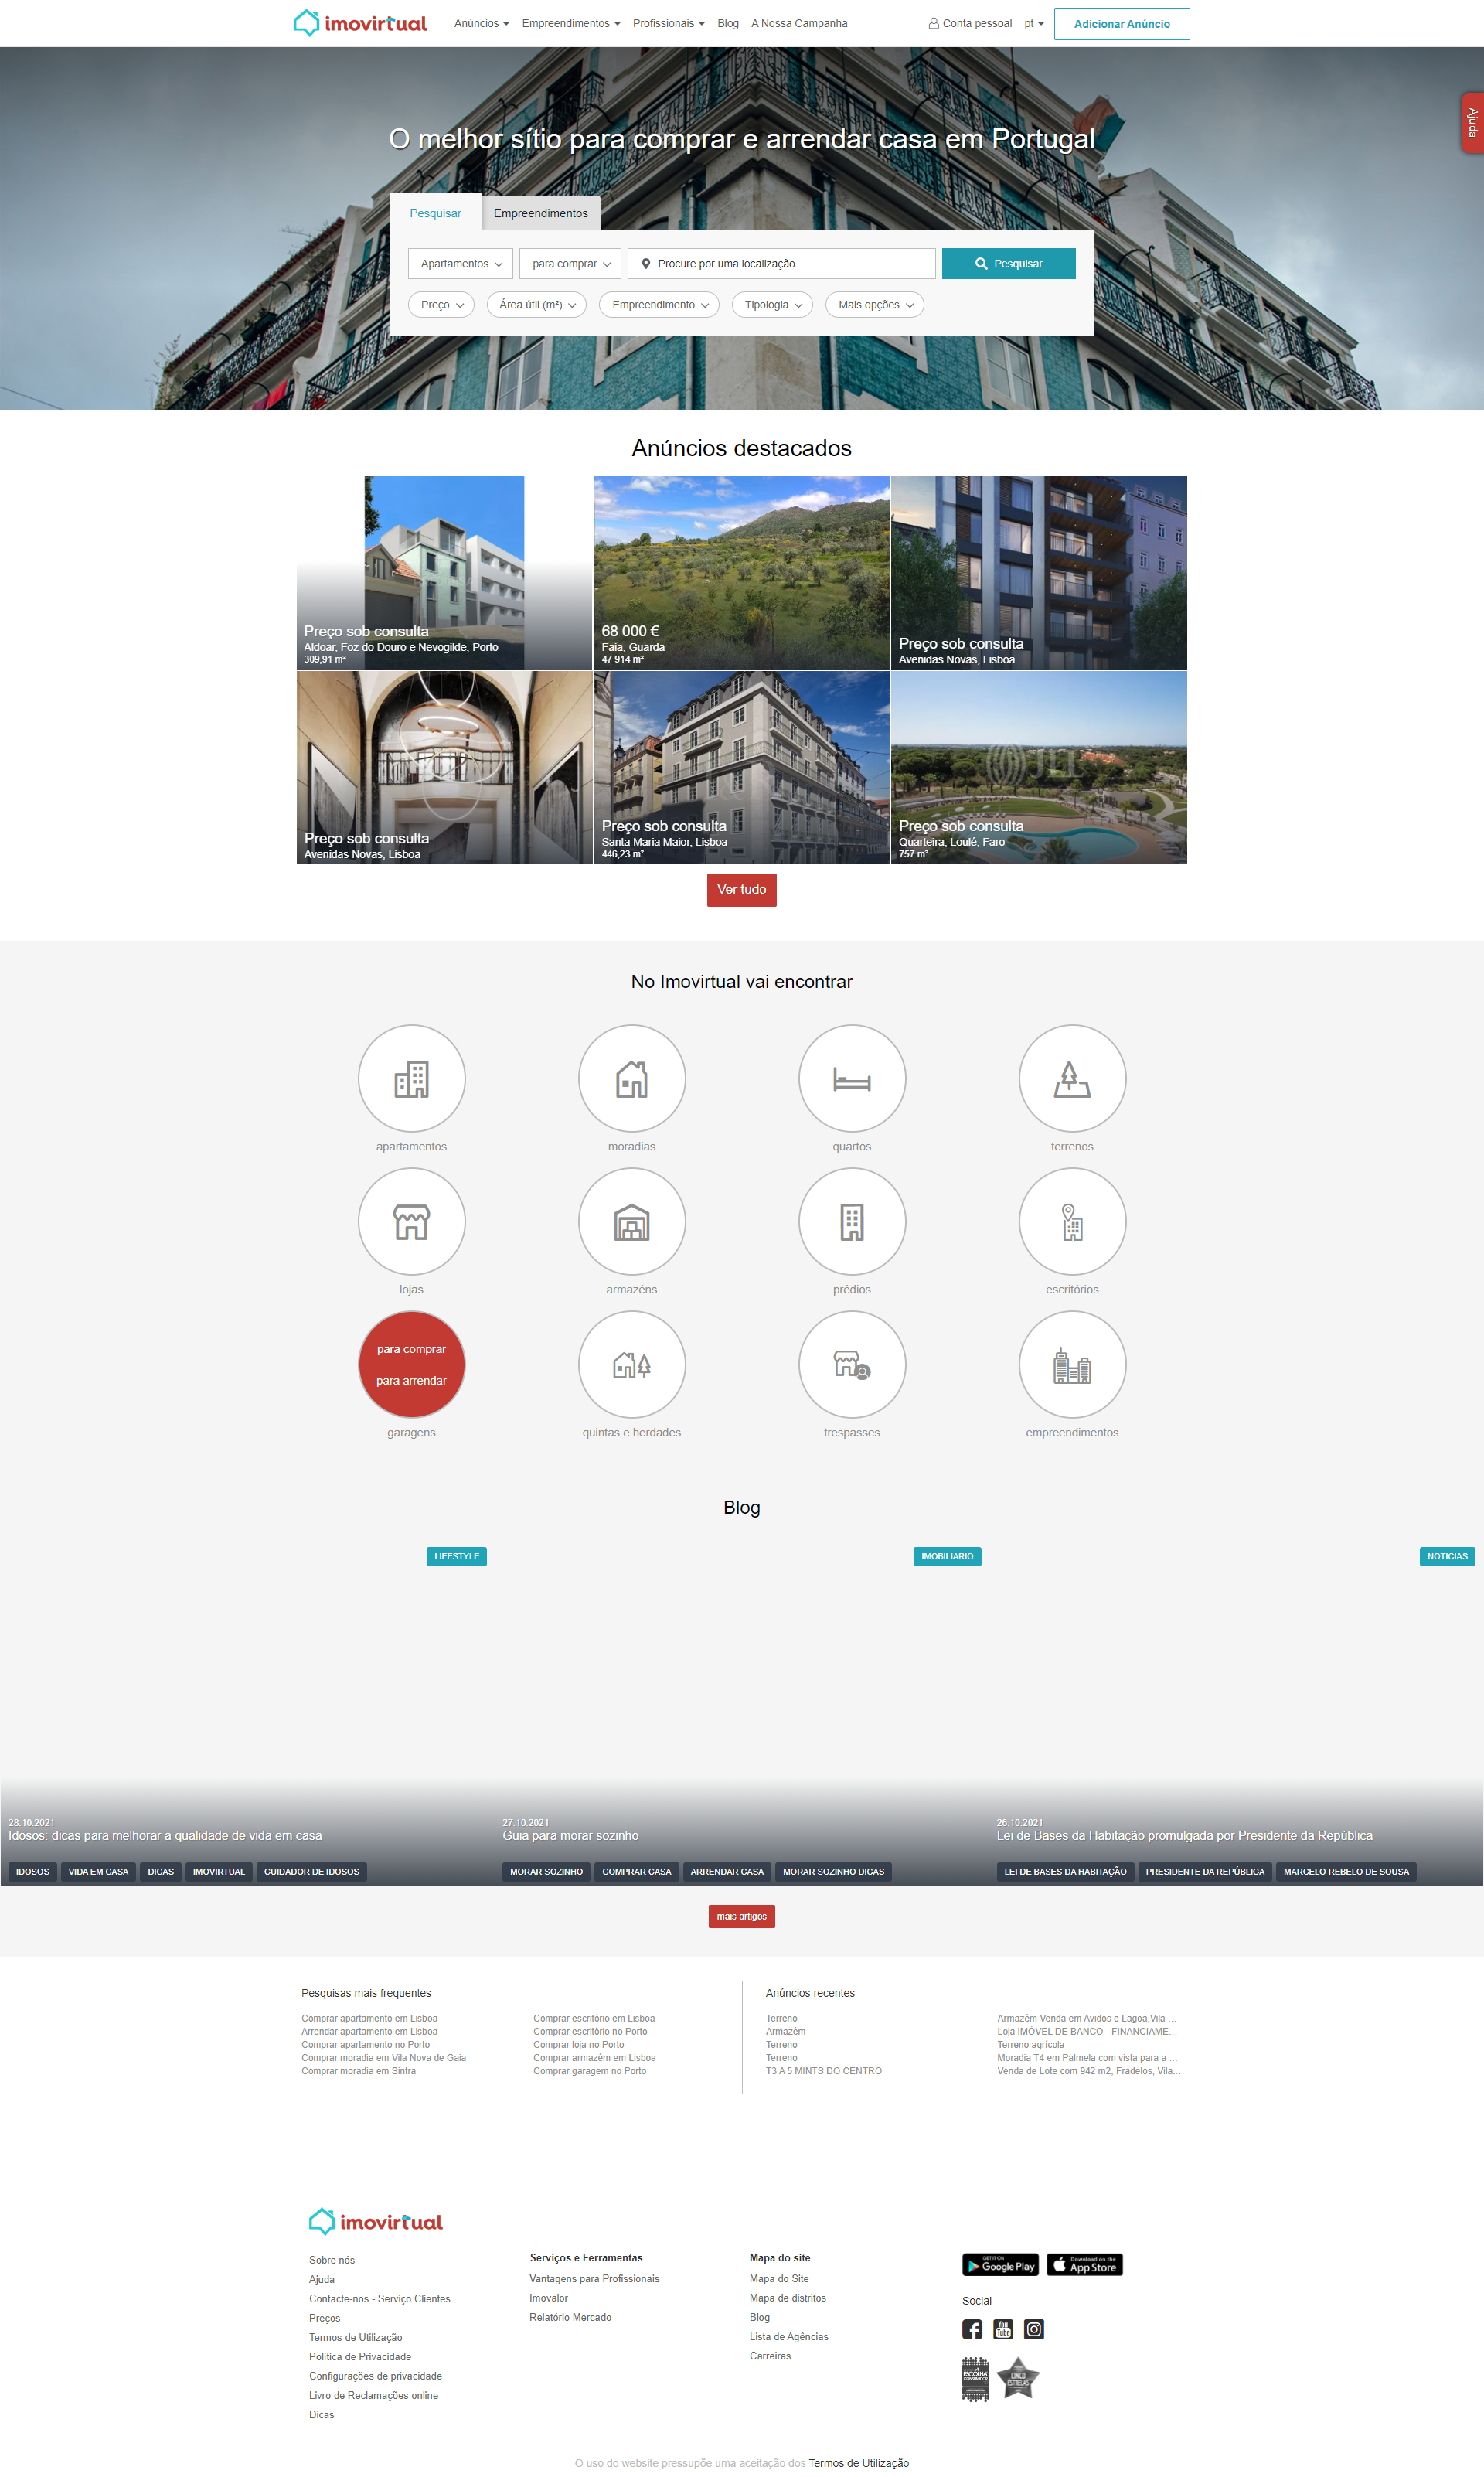 imovirtual
Anúncios
Empreendimentos
Profissionais
Blog
A Nossa Campanha
Conta pessoal
pt
Adicionar Anúncio
Ajuda
O melhor sítio para comprar e arrendar casa em Portugal
Pesquisar
Empreendimentos
Apartamentos
para comprar
Procure por uma localização
Pesquisar
Preço
Área útil (m²)
Empreendimento
Tipologia
Mais opções
Anúncios destacados
Preço sob consulta
Aldoar, Foz do Douro e Nevogilde, Porto
309,91 m²
68 000 €
Faia, Guarda
47 914 m²
Preço sob consulta
Avenidas Novas, Lisboa
Preço sob consulta
Avenidas Novas, Lisboa
Preço sob consulta
Santa Maria Maior, Lisboa
446,23 m²
JLL
Preço sob consulta
Quarteira, Loulé, Faro
757 m²
Ver tudo
No Imovirtual vai encontrar
apartamentos
moradias
quartos
terrenos
lojas
armazéns
prédios
escritórios
para comprar
para arrendar
garagens
quintas e herdades
trespasses
empreendimentos
Blog
LIFESTYLE
28.10.2021
Idosos: dicas para melhorar a qualidade de vida em casa
IDOSOS
VIDA EM CASA
DICAS
IMOVIRTUAL
CUIDADOR DE IDOSOS
IMOBILIARIO
27.10.2021
Guia para morar sozinho
MORAR SOZINHO
COMPRAR CASA
ARRENDAR CASA
MORAR SOZINHO DICAS
NOTICIAS
26.10.2021
Lei de Bases da Habitação promulgada por Presidente da República
LEI DE BASES DA HABITAÇÃO
PRESIDENTE DA REPÚBLICA
MARCELO REBELO DE SOUSA
mais artigos
Pesquisas mais frequentes
Comprar apartamento em Lisboa
Arrendar apartamento em Lisboa
Comprar apartamento no Porto
Comprar moradia em Vila Nova de Gaia
Comprar moradia em Sintra
Comprar escritório em Lisboa
Comprar escritório no Porto
Comprar loja no Porto
Comprar armazém em Lisboa
Comprar garagem no Porto
Anúncios recentes
Terreno
Armazém
Terreno
Terreno
T3 A 5 MINTS DO CENTRO
Armazém Venda em Avidos e Lagoa,Vila ...
Loja IMÓVEL DE BANCO - FINANCIAME...
Terreno agrícola
Moradia T4 em Palmela com vista para a ...
Venda de Lote com 942 m2, Fradelos, Vila...
imovirtual
Sobre nós
Ajuda
Contacte-nos - Serviço Clientes
Preços
Termos de Utilização
Política de Privacidade
Configurações de privacidade
Livro de Reclamações online
Dicas
Serviços e Ferramentas
Vantagens para Profissionais
Imovalor
Relatório Mercado
Mapa do site
Mapa do Site
Mapa de distritos
Blog
Lista de Agências
Carreiras
GET IT ON
Google Play
Download on the
App Store
Social
You
Tube
ESCOLHA
CONSUMIDOR
CINCO
ESTRELAS
O uso do website pressupõe uma aceitação dos Termos de Utilização